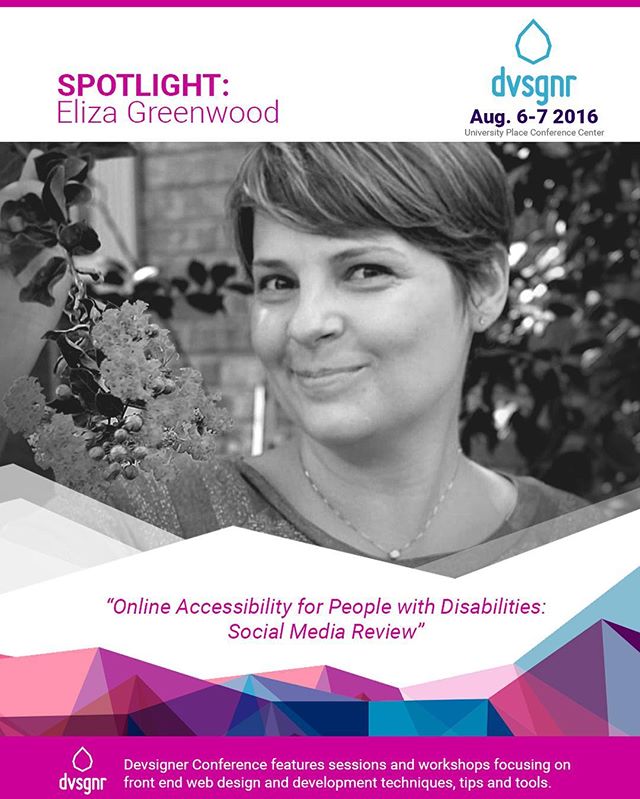 SPOTLIGHT:
Eliza Greenwood
dvsgnr
Aug. 6-7 2016
University Place Conference Center
“Online Accessibility for People with Disabilities:
Social Media Review”
dvsgnr
Devsigner Conference features sessions and workshops focusing on
front end web design and development techniques, tips and tools.